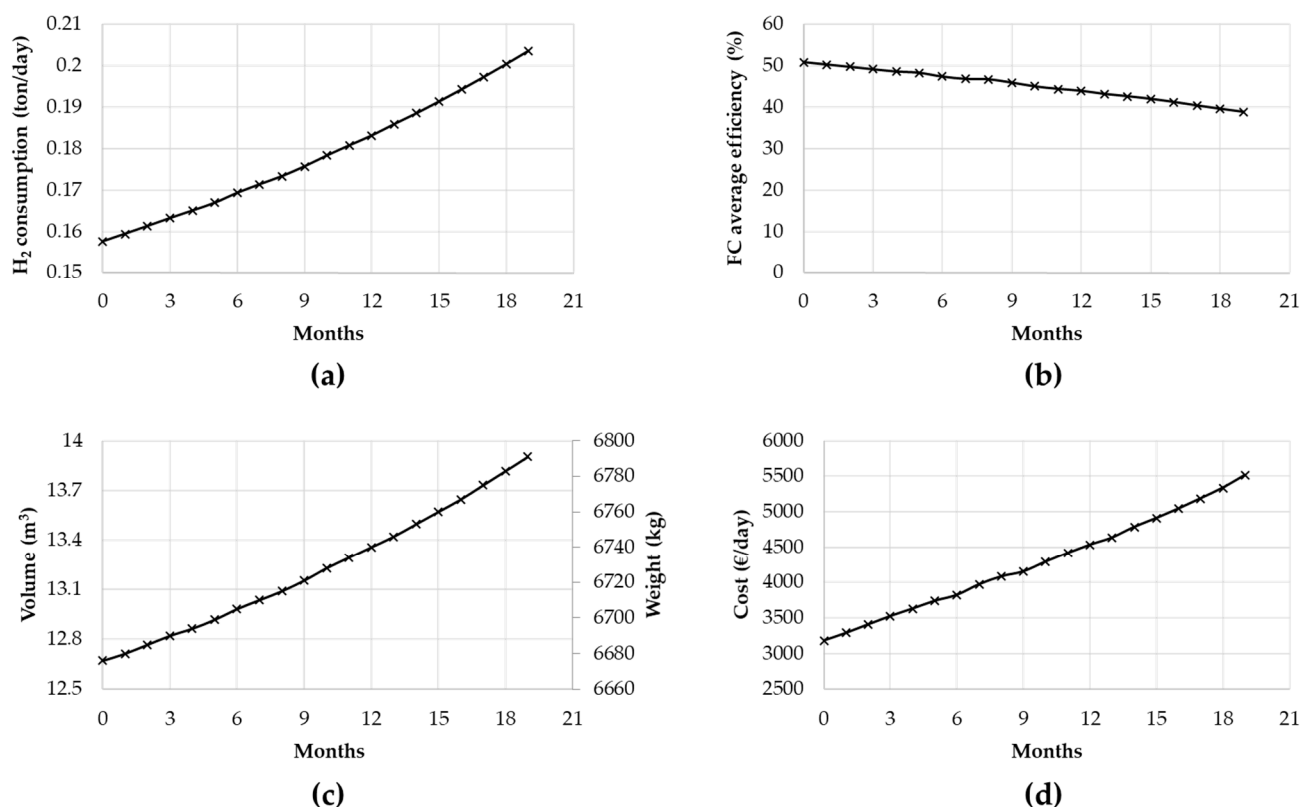 H₂ consumption (ton/day)
0.21
0.2
0.19
0.18
0.17
0.16
0.15
0 3 6 9 12 15 18 21
Months
(a)
FC average efficiency (%)
60
50
40
30
20
10
0
0 3 6 9 12 15 18 21
Months
(b)
Volume (m³)
14
13.7
13.4
13.1
12.8
12.5
6800
6780
6760
6740
6720
6700
6680
6660
Weight (kg)
0 3 6 9 12 15 18 21
Months
(c)
Cost (€/day)
6000
5500
5000
4500
4000
3500
3000
2500
0 3 6 9 12 15 18 21
Months
(d)